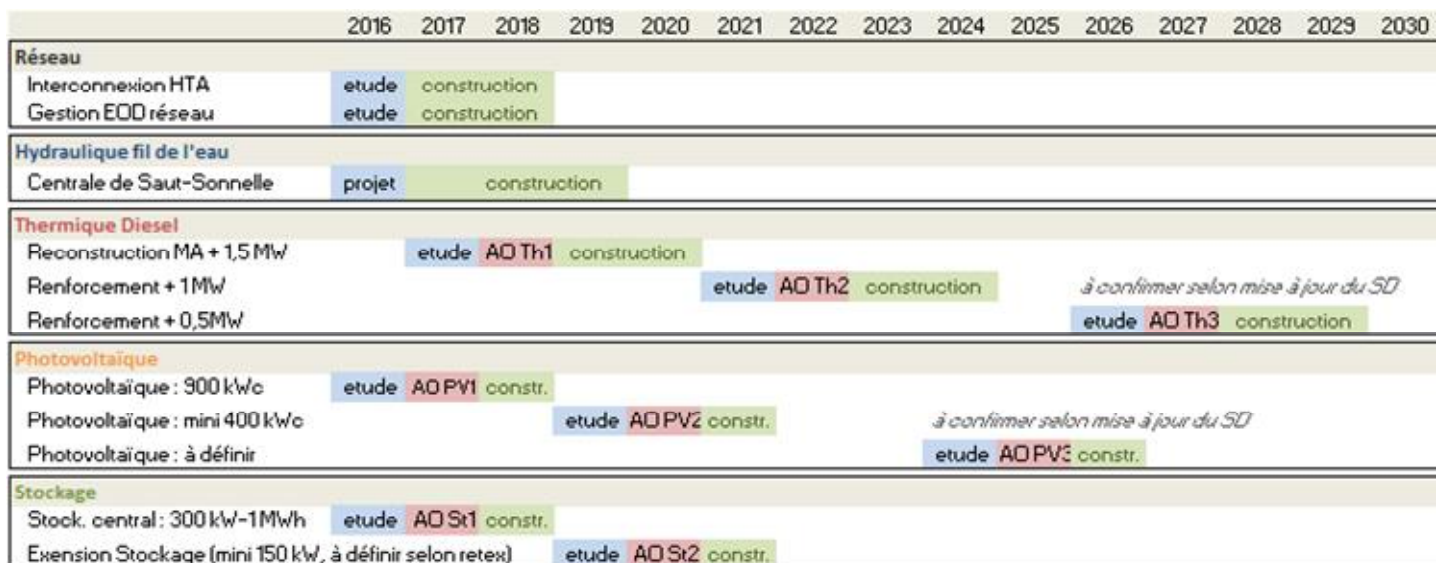 2016 2017 2018 2019 2020 2021 2022 2023 2024 2025 2026 2027 2028 2029 2030
Réseau
Interconnexion HTA etude construction
Gestion EOD réseau etude construction
Hydraulique fil de l'eau
Centrale de Saut-Sonnelle projet construction
Thermique Diesel
Reconstruction MA + 1,5 MW etude AO Th1 construction
Renforcement + 1MW etude AO Th2 construction à confirmer selon mise à jour du SD
Renforcement + 0,5MW etude AO Th3 construction
Photovoltaïque
Photovoltaïque : 900 kWc etude AO PV1 constr.
Photovoltaïque : mini 400 kWc etude AO PV2 constr. à confirmer selon mise à jour du SD
Photovoltaïque : à définir etude AO PV3 constr.
Stockage
Stock. central : 300 kW-1MWh etude AO St1 constr.
Exension Stockage (mini 150 kW, à définir selon retex) etude AO St2 constr.